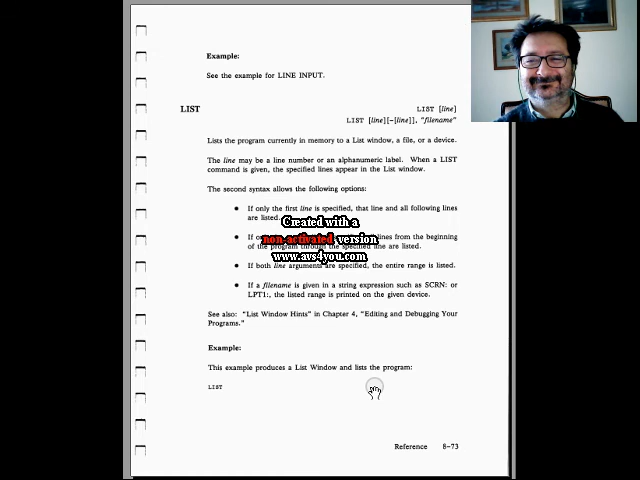 Example:
See the example for LINE INPUT.
LIST
LIST [line]
LIST [line][-[line]], "filename"
Lists the program currently in memory to a List window, a file, or a device.
The line may be a line number or an alphanumeric label. When a LIST
command is given, the specified lines appear in the List window.
The second syntax allows the following options:
● If only the first line is specified, that line and all following lines
are listed.
Created with a
● If lines from the beginning
non-activated version
of the program through the specified line are listed.
www.avs4you.com
● If both line arguments are specified, the entire range is listed.
● If a filename is given in a string expression such as SCRN: or
LPT1:, the listed range is printed on the given device.
See also: "List Window Hints" in Chapter 4, "Editing and Debugging Your
Programs."
Example:
This example produces a List Window and lists the program:
LIST
Reference 8-73